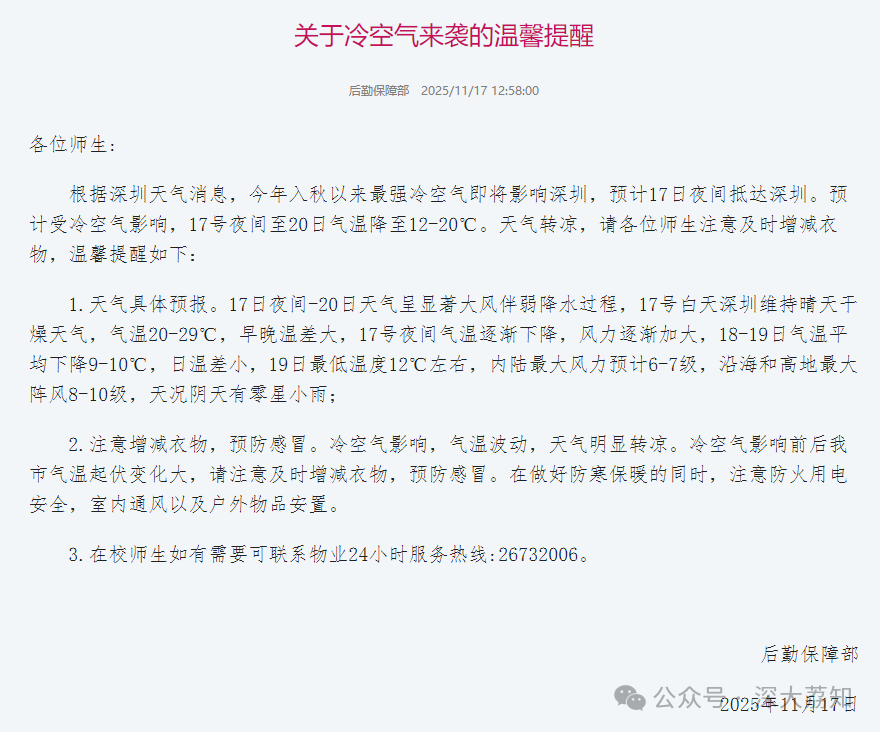 关于冷空气来袭的温馨提醒
后勤保障部 2025/11/17 12:58:00
各位师生：
根据深圳天气消息，今年入秋以来最强冷空气即将影响深圳，预计17日夜间抵达深圳。预
计受冷空气影响，17号夜间至20日气温降至12-20℃。天气转凉，请各位师生注意及时增减衣
物，温馨提醒如下：
1.天气具体预报。17日夜间-20日天气呈显著大风伴弱降水过程，17号白天深圳维持晴天干
燥天气，气温20-29℃，早晚温差大，17号夜间气温逐渐下降，风力逐渐加大，18-19日气温平
均下降9-10℃，日温差小，19日最低温度12℃左右，内陆最大风力预计6-7级，沿海和高地最大
阵风8-10级，天况阴天有零星小雨；
2.注意增减衣物，预防感冒。冷空气影响，气温波动，天气明显转凉。冷空气影响前后我
市气温起伏变化大，请注意及时增减衣物，预防感冒。在做好防寒保暖的同时，注意防火用电
安全，室内通风以及户外物品安置。
3.在校师生如有需要可联系物业24小时服务热线:26732006。
后勤保障部
公众号·深大荔知
2025年11月17日